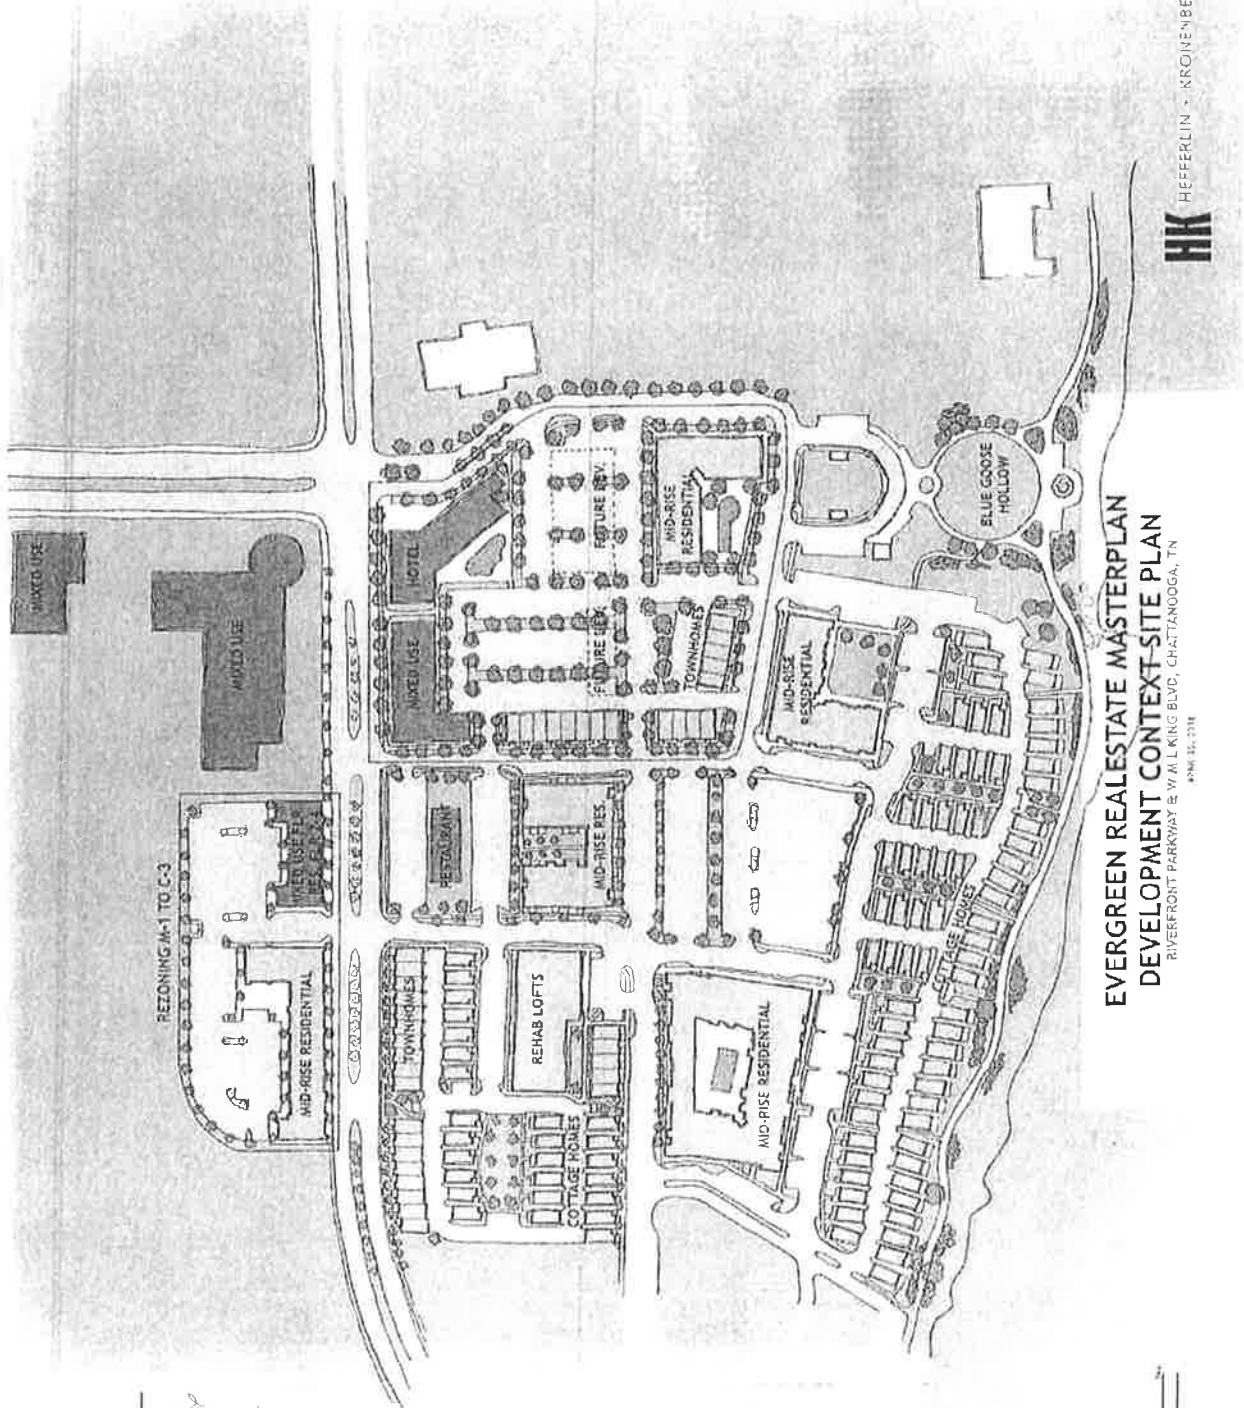 REZONING M-1 TO C-3
MIXED USE
MIXED USE
MID-RISE RESIDENTIAL
HOTEL
MIXED USE
RESTAURANT
TOWNHOMES
FUTURE DEV.
FUTURE DEV.
MID-RISE RES.
REHAB LOFTS
COTTAGE HOMES
MID-RISE
RESIDENTIAL
TOWNHOMES
MID-RISE
RESIDENTIAL
MID-RISE RESIDENTIAL
HOMES
BLUE GOOSE
HOLLOW
EVERGREEN REALESTATE MASTERPLAN
DEVELOPMENT CONTEXT-SITE PLAN
RIVERFRONT PARKWAY & W M L KING BLVD, CHATTANOOGA, TN
HK HEFFERLIN + KRONENBE